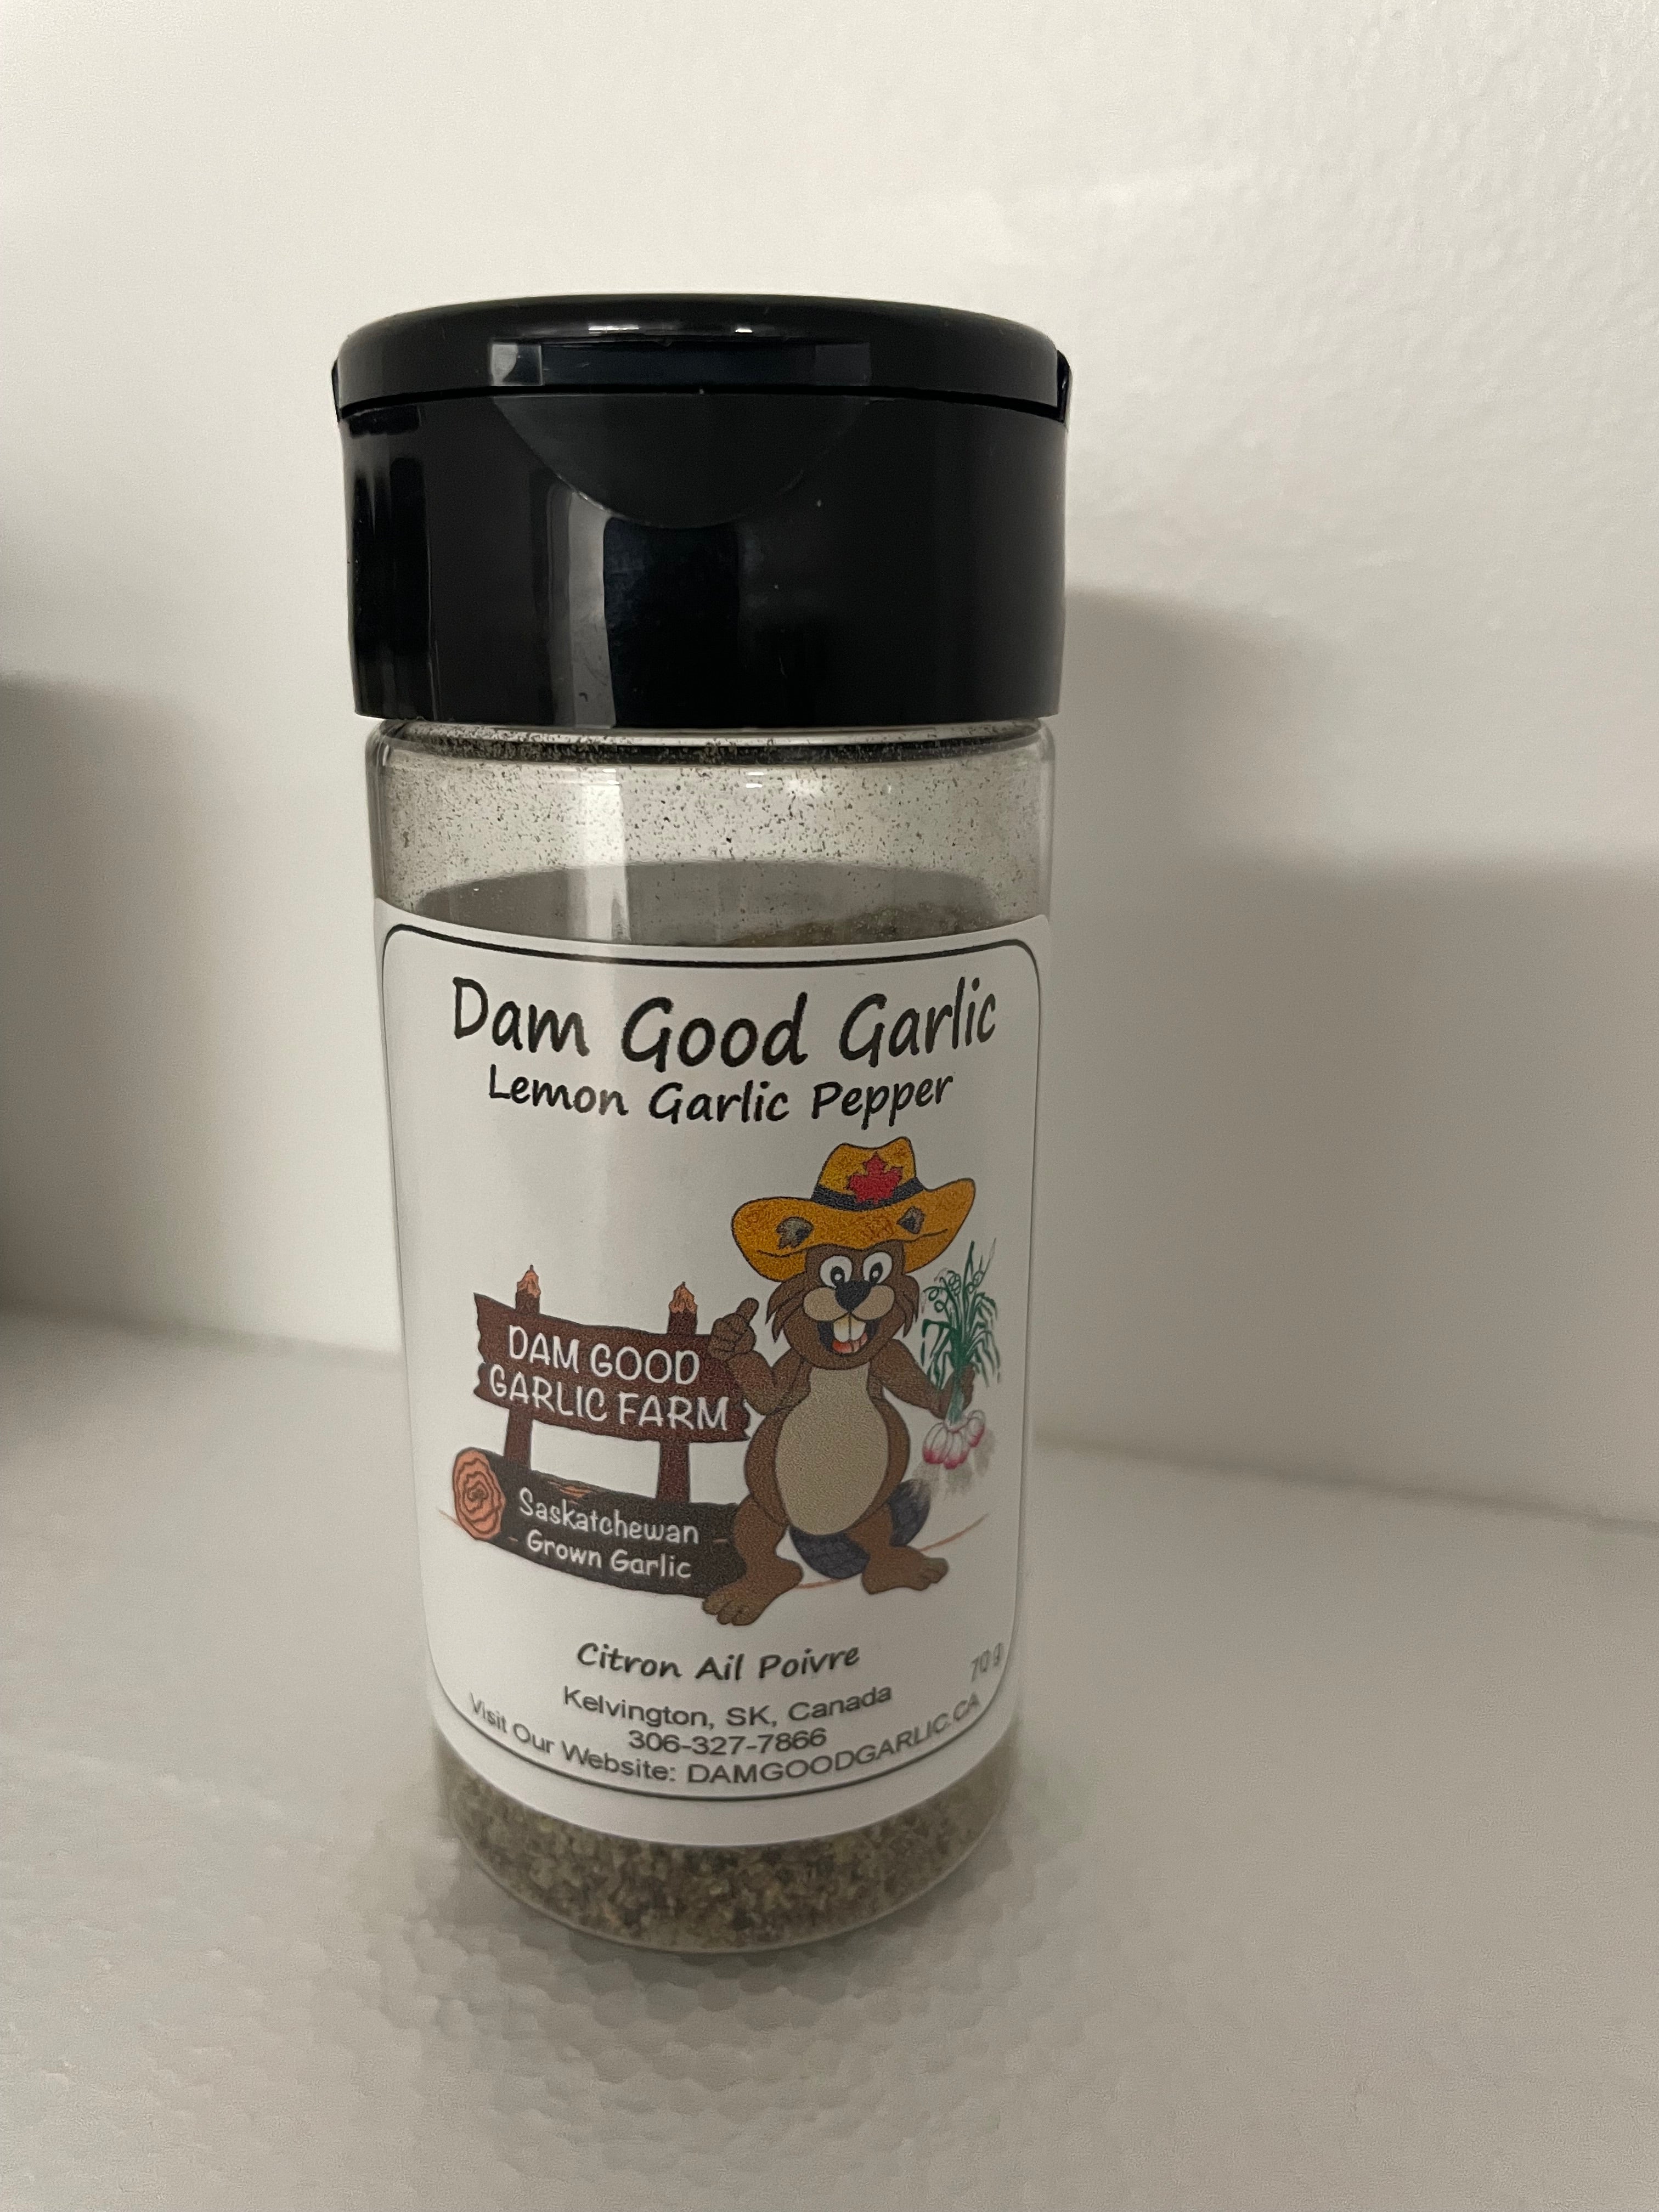 Dam Good Garlic
Lemon Garlic Pepper
DAM GOOD
GARLIC FARM
Saskatchewan
- Grown Garlic -
Citron Ail Poivre
70 g
Kelvington, SK, Canada
306-327-7866
Visit Our Website: DAMGOODGARLIC.CA